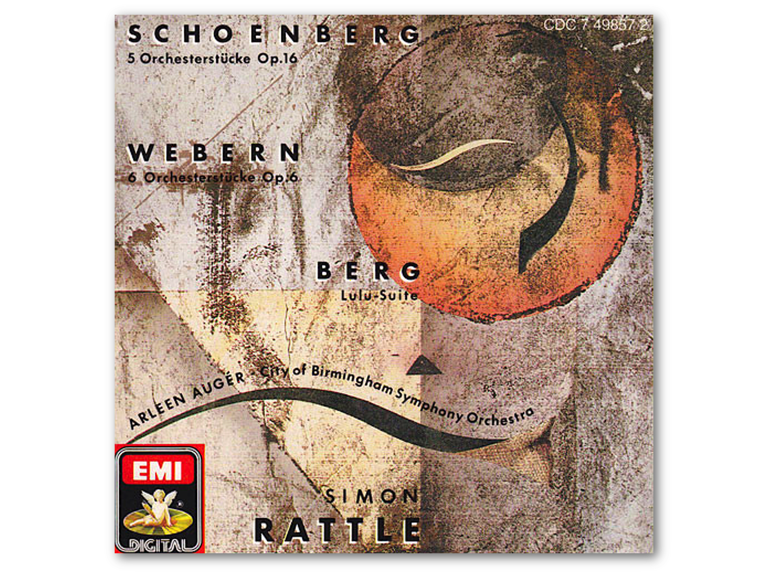 SCHOENBERG
CDC 7 49857 2
5 Orchesterstücke Op.16
WEBERN
6 Orchesterstücke Op.6
BERG
Lulu-Suite
ARLEEN AUGÉR · City of Birmingham Symphony Orchestra
EMI
DIGITAL
SIMON
RATTLE